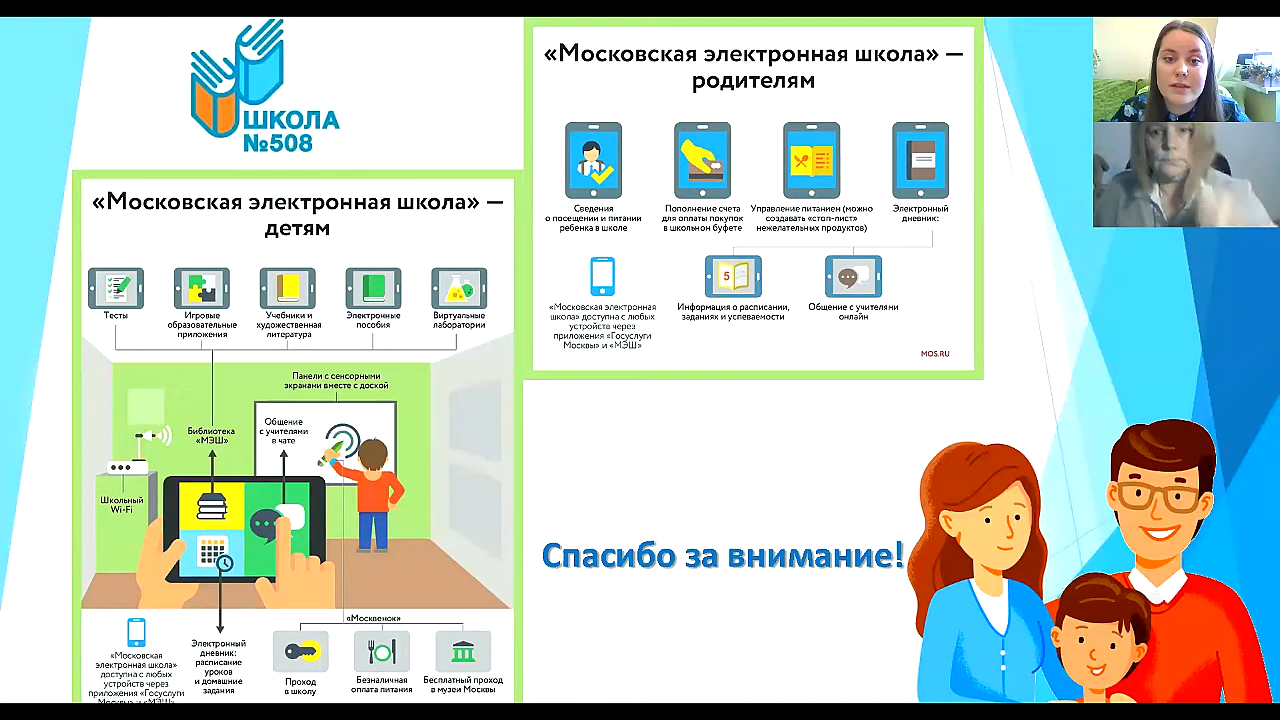 ШКОЛА
№508
«Московская электронная школа» —
детям
Тесты
Игровые
образовательные
приложения
Учебники и
художественная
литература
Электронные
пособия
Виртуальные
лаборатории
Панели с сенсорными
экранами вместе с доской
Библиотека
«МЭШ»
Общение
с учителями
в чате
Школьный
Wi-Fi
«Московская
электронная школа»
доступна с любых
устройств через
приложения «Госуслуги
Москвы» и «МЭШ»
Электронный
дневник:
расписание
уроков
и домашние
задания
«Москвенок»
Проход
в школу
Безналичная
оплата питания
Бесплатный проход
в музеи Москвы
«Московская электронная школа» —
родителям
Сведения
о посещении и питании
ребенка в школе
Пополнение счета
для оплаты покупок
в школьном буфете
Управление питанием (можно
создавать «стоп-лист»
нежелательных продуктов)
Электронный
дневник:
«Московская электронная
школа» доступна с любых
устройств через
приложения «Госуслуги
Москвы» и «МЭШ»
5
Информация о расписании,
заданиях и успеваемости
Общение с учителями
онлайн
MOS.RU
Спасибо за внимание!